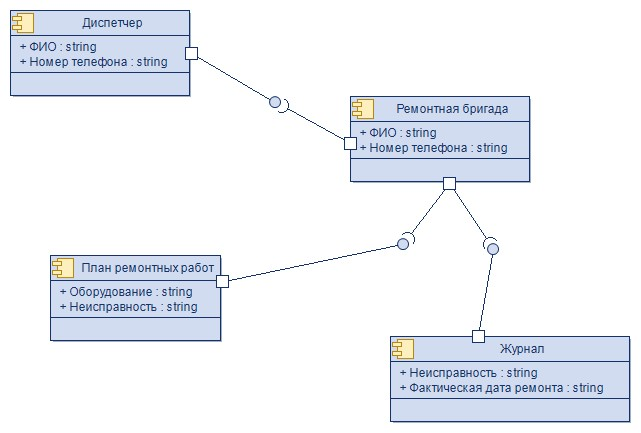 Диспетчер
+ ФИО : string
+ Номер телефона : string
Ремонтная бригада
+ ФИО : string
+ Номер телефона : string
План ремонтных работ
+ Оборудование : string
+ Неисправность : string
Журнал
+ Неисправность : string
+ Фактическая дата ремонта : string